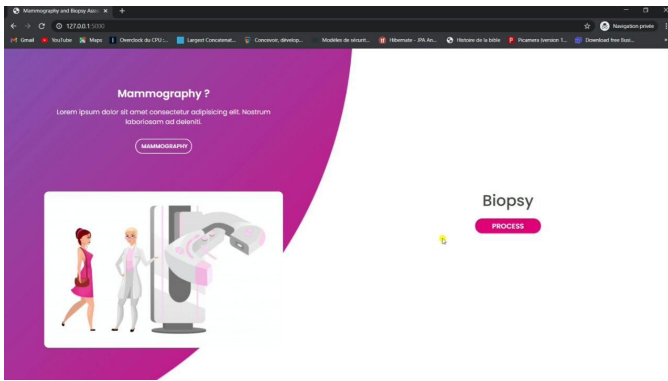 Mammography and Biopsy Assis
127.0.0.1:5000
Navigation privée
Gmail
YouTube
Maps
Overclock du CPU :...
Largest Concatenat...
Concevoir, dévelop...
Modèles de sécurit...
Hibernate - JPA An...
Histoire de la bible
Picamera (version 1....
Download free Bass...
Mammography ?
Lorem ipsum dolor sit amet consectetur adipisicing elit. Nostrum
laboriosam ad deleniti.
MAMMOGRAPHY
Biopsy
PROCESS